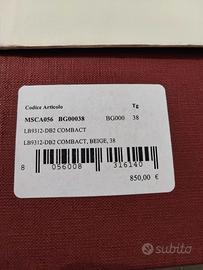 Codice Articolo Tg
MSCA056 BG00038 BG000 38
LB9312-DB2 COMBACT
LB9312-DB2 COMBACT, BEIGE, 38
8 056008 316140
850,00 €
subito